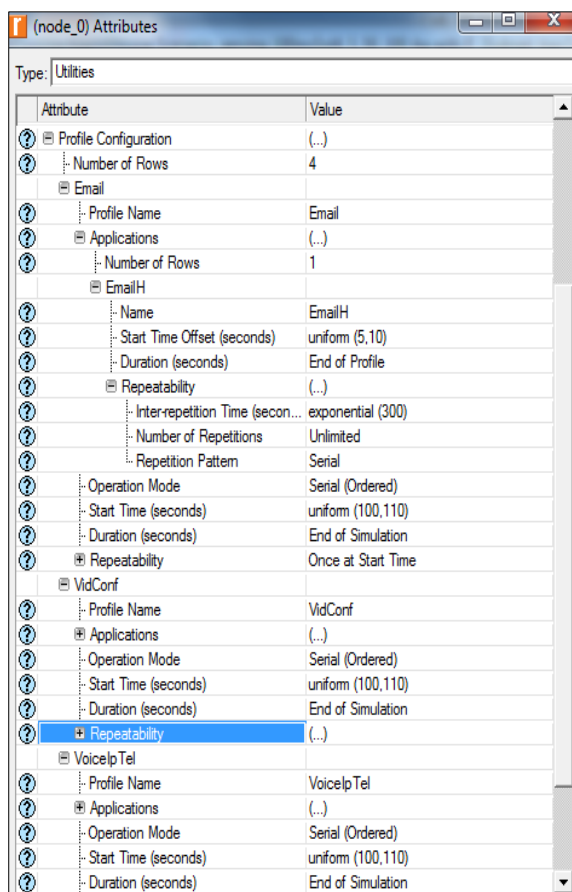 (node_0) Attributes
Type: Utilities
Attribute Value
Profile Configuration (...)
Number of Rows 4
Email
Profile Name Email
Applications (...)
Number of Rows 1
EmailH
Name EmailH
Start Time Offset (seconds) uniform (5,10)
Duration (seconds) End of Profile
Repeatability (...)
Inter-repetition Time (secon... exponential (300)
Number of Repetitions Unlimited
Repetition Pattern Serial
Operation Mode Serial (Ordered)
Start Time (seconds) uniform (100,110)
Duration (seconds) End of Simulation
Repeatability Once at Start Time
VidConf
Profile Name VidConf
Applications (...)
Operation Mode Serial (Ordered)
Start Time (seconds) uniform (100,110)
Duration (seconds) End of Simulation
Repeatability (...)
VoiceIpTel
Profile Name VoiceIpTel
Applications (...)
Operation Mode Serial (Ordered)
Start Time (seconds) uniform (100,110)
Duration (seconds) End of Simulation